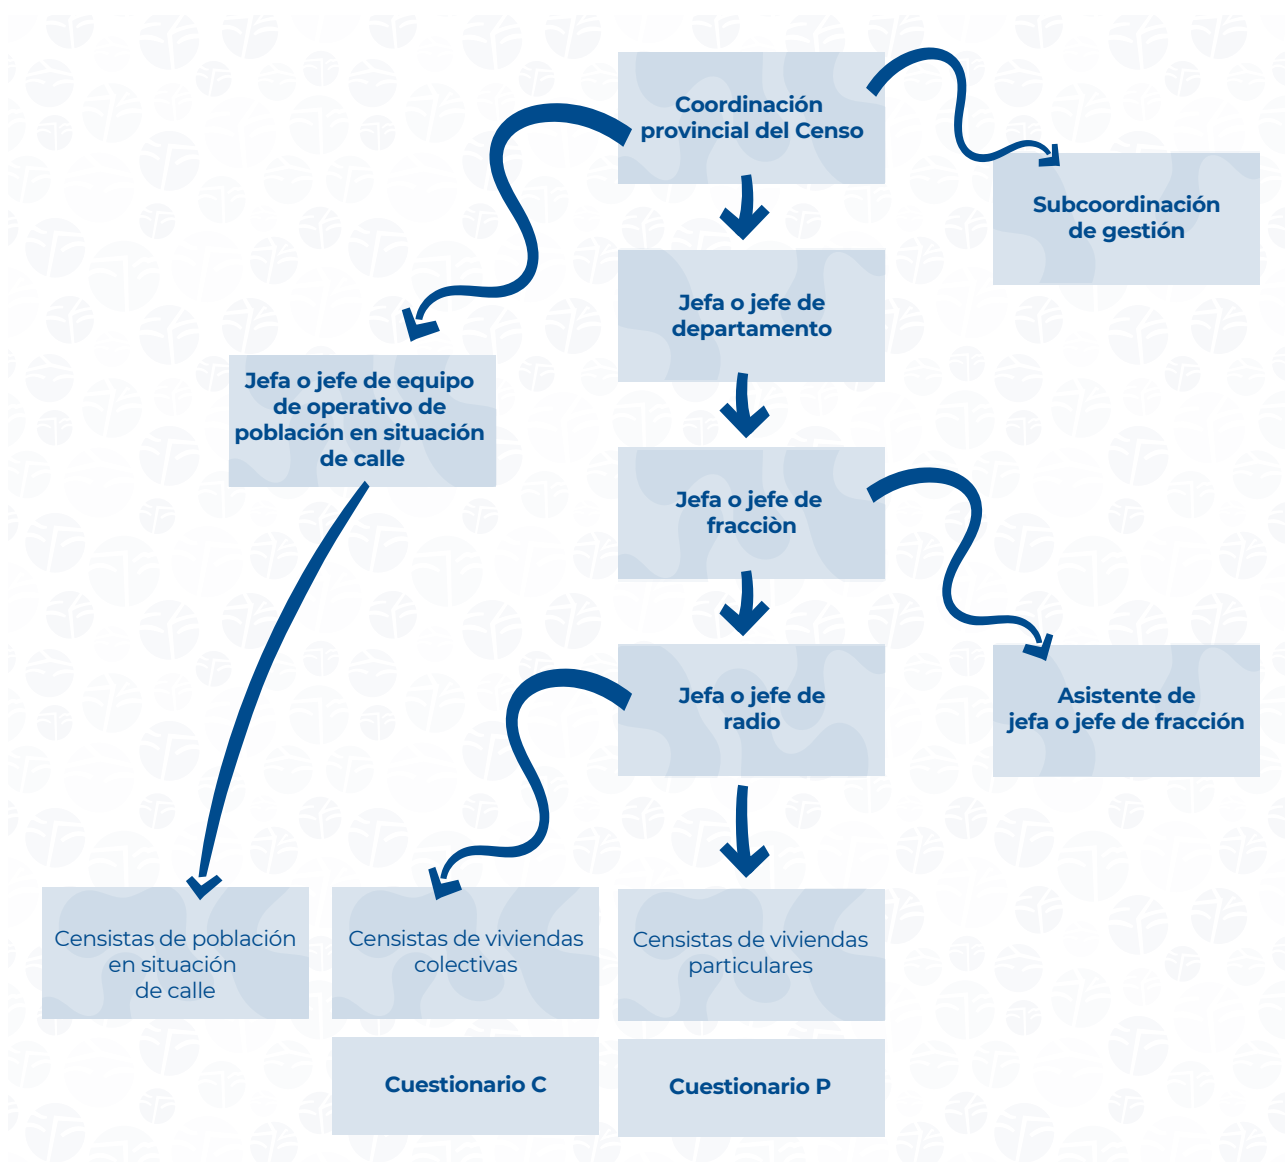 Coordinación
provincial del Censo
Subcoordinación
de gestión
Jefa o jefe de
departamento
Jefa o jefe de equipo
de operativo de
población en situación
de calle
Jefa o jefe de
fracciòn
Jefa o jefe de
radio
Asistente de
jefa o jefe de fracción
Censistas de población
en situación
de calle
Censistas de viviendas
colectivas
Censistas de viviendas
particulares
Cuestionario C
Cuestionario P